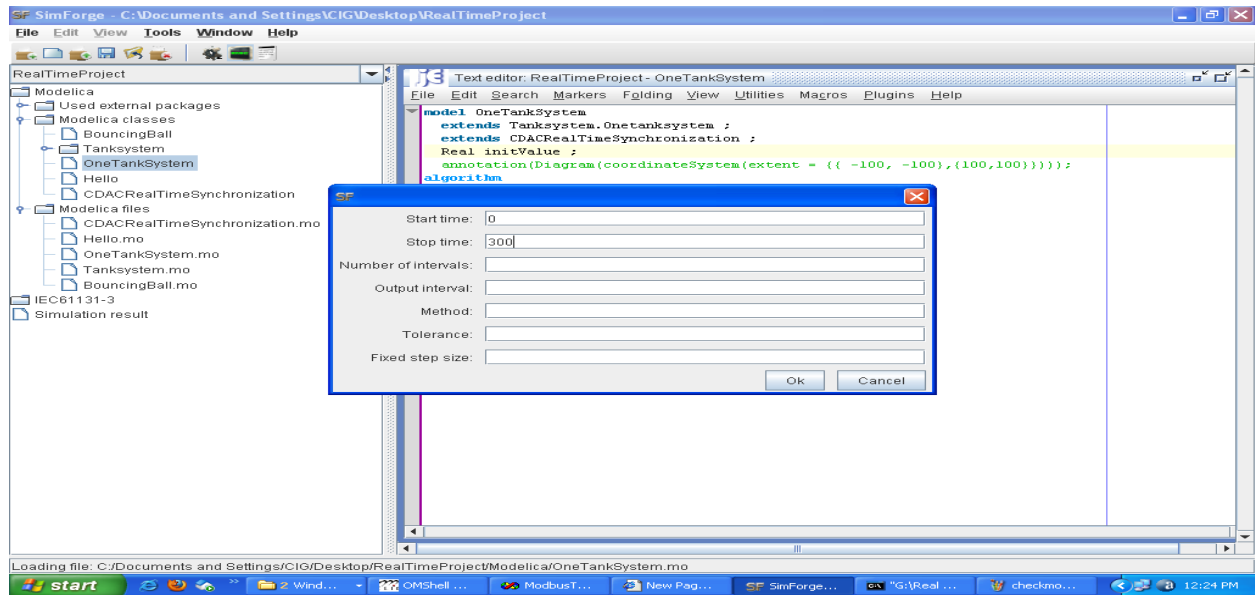 SF SimForge - C:\Documents and Settings\CIG\Desktop\RealTimeProject
File Edit View Tools Window Help
RealTimeProject
Modelica
Used external packages
Modelica classes
BouncingBall
Tanksystem
OneTankSystem
Hello
CDACRealTimeSynchronization
Modelica files
CDACRealTimeSynchronization.mo
Hello.mo
OneTankSystem.mo
Tanksystem.mo
BouncingBall.mo
IEC61131-3
Simulation result
Text editor: RealTimeProject - OneTankSystem
File Edit Search Markers Folding View Utilities Macros Plugins Help
model OneTankSystem
extends Tanksystem.Onetanksystem ;
extends CDACRealTimeSynchronization ;
Real initValue ;
annotation(Diagram(coordinateSystem(extent = {{ -100, -100},{100,100}})));
algorithm
SF
Start time: 0
Stop time: 300
Number of intervals:
Output interval:
Method:
Tolerance:
Fixed step size:
Ok Cancel
Loading file: C:/Documents and Settings/CIG/Desktop/RealTimeProject/Modelica/OneTankSystem.mo
start » 2 Wind... OMShell ... ModbusT... New Pag... SF SimForge... "G:\Real ... checkmo... 12:24 PM